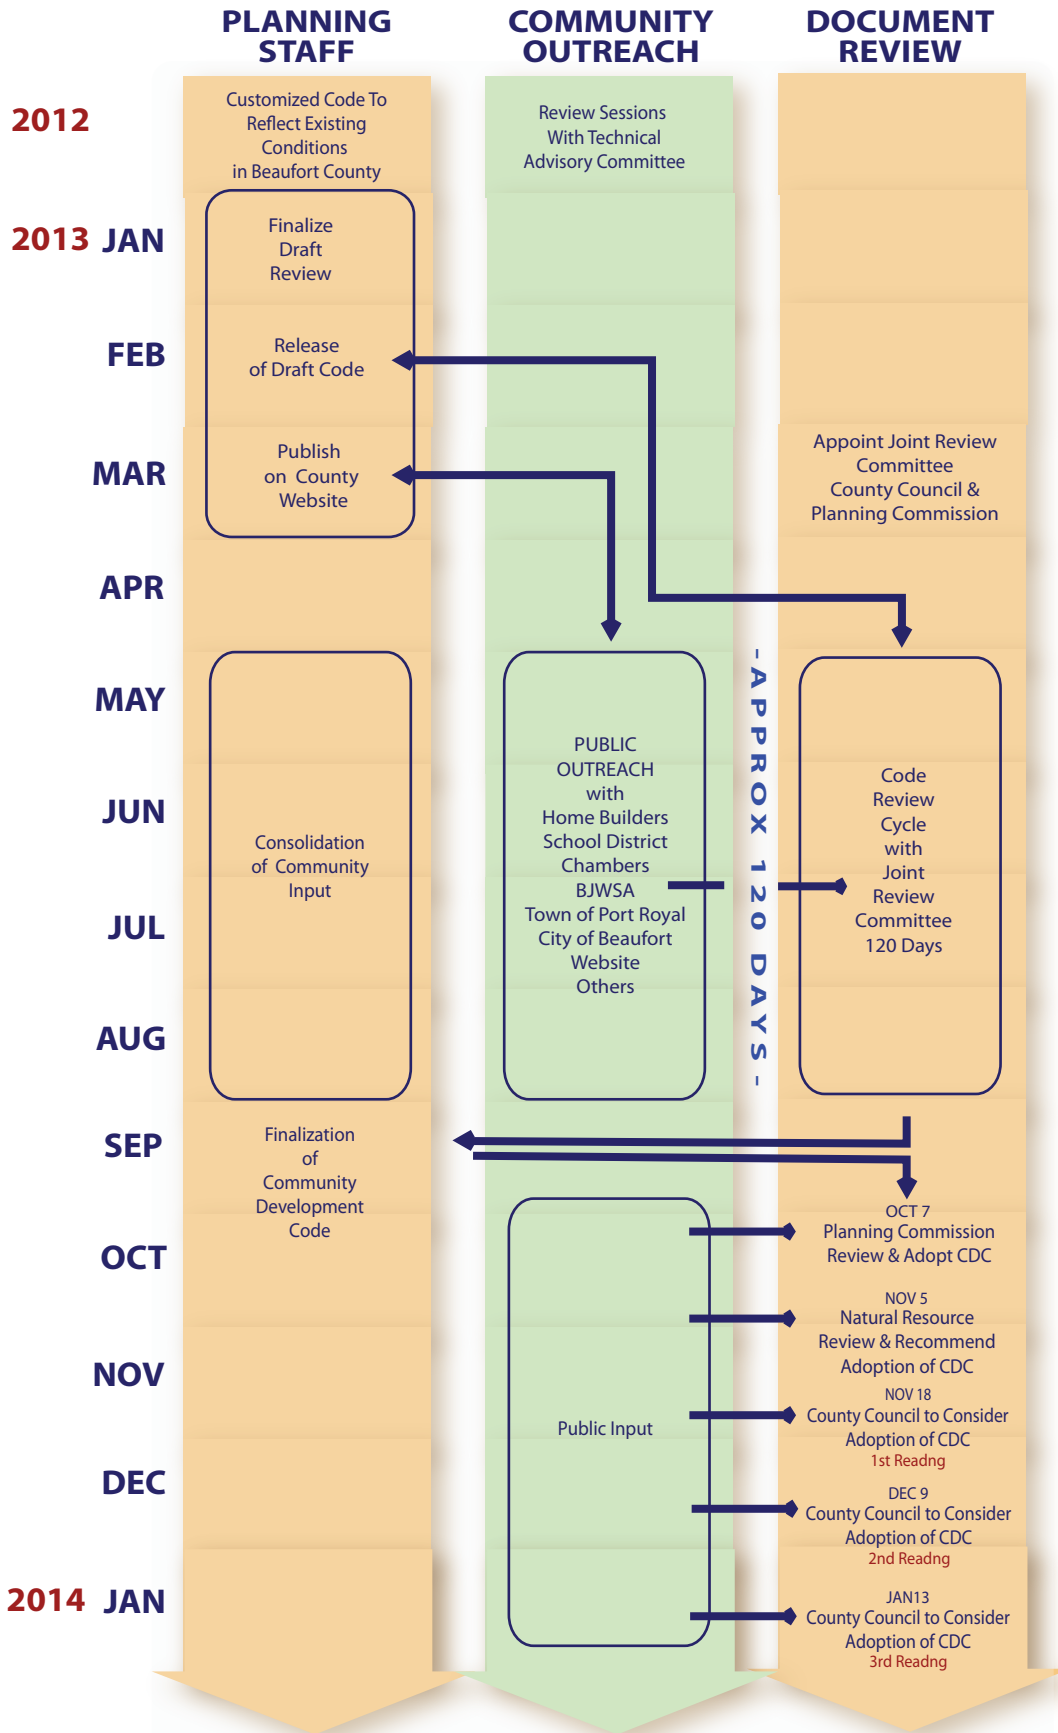 PLANNING
STAFF
COMMUNITY
OUTREACH
DOCUMENT
REVIEW
2012
Customized Code To
Reflect Existing
Conditions
in Beaufort County
Review Sessions
With Technical
Advisory Committee
2013 JAN
Finalize
Draft
Review
FEB
Release
of Draft Code
MAR
Publish
on County
Website
Appoint Joint Review
Committee
County Council &
Planning Commission
APR
MAY
JUN
JUL
AUG
Consolidation
of Community
Input
PUBLIC
OUTREACH
with
Home Builders
School District
Chambers
BJWSA
Town of Port Royal
City of Beaufort
Website
Others
-APPROX 120 DAYS-
Code
Review
Cycle
with
Joint
Review
Committee
120 Days
SEP
Finalization
of
Community
Development
Code
OCT
OCT 7
Planning Commission
Review & Adopt CDC
NOV 5
Natural Resource
Review & Recommend
Adoption of CDC
NOV
NOV 18
County Council to Consider
Adoption of CDC
1st Readng
Public Input
DEC
DEC 9
County Council to Consider
Adoption of CDC
2nd Readng
2014 JAN
JAN13
County Council to Consider
Adoption of CDC
3rd Readng